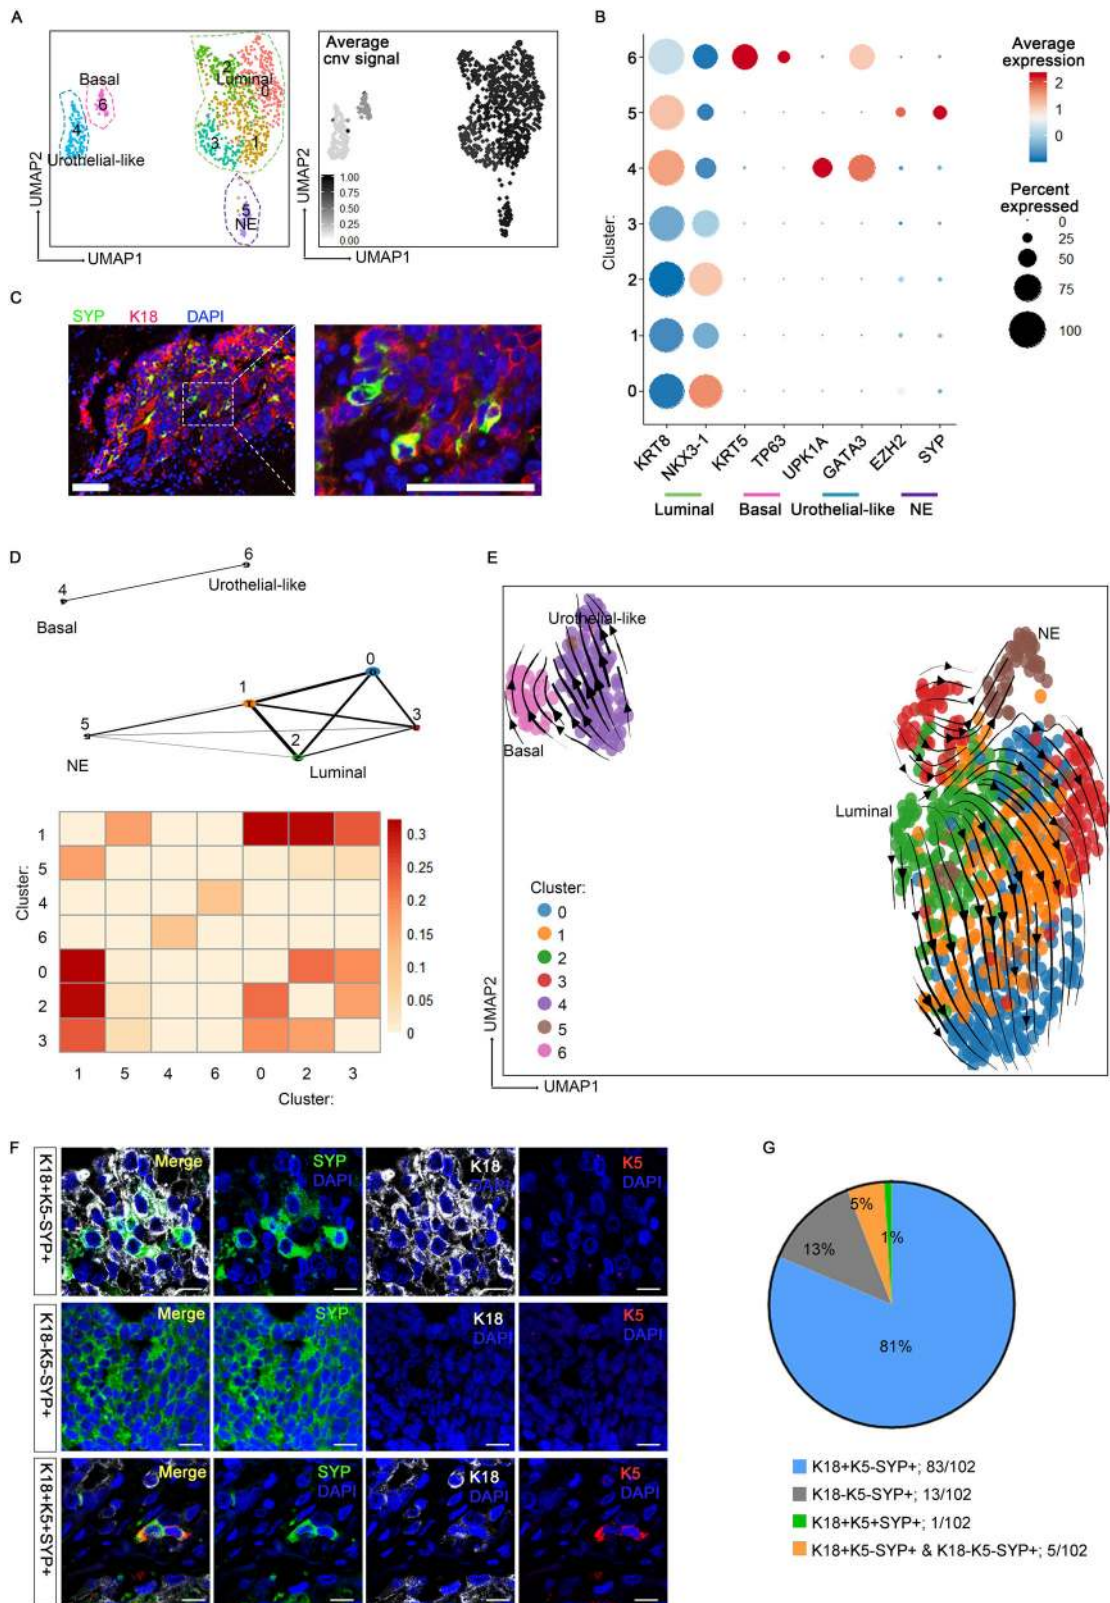 A
Basal
6
4
Urothelial-like
2
Luminal
0
3
1
5
NE
UMAP2
UMAP1
Average
cnv signal
1.00
0.75
0.50
0.25
0.00
UMAP2
UMAP1
B
Cluster:
6
5
4
3
2
1
0
KRT8
NKX3-1
KRT5
TP63
UPK1A
GATA3
EZH2
SYP
Luminal
Basal
Urothelial-like
NE
Average
expression
2
1
0
Percent
expressed
0
25
50
75
100
C
SYP K18 DAPI
D
4
6
Urothelial-like
Basal
0
1
3
5
2
NE
Luminal
Cluster:
1
5
4
6
0
2
3
1 5 4 6 0 2 3
Cluster:
0.3
0.25
0.2
0.15
0.1
0.05
0
E
Urothelial-like
Basal
NE
Luminal
Cluster:
0
1
2
3
4
5
6
UMAP2
UMAP1
F
K18+K5-SYP+
Merge
SYP
DAPI
K18
DAPI
K5
DAPI
K18-K5-SYP+
Merge
SYP
DAPI
K18
DAPI
K5
DAPI
K18+K5+SYP+
Merge
SYP
DAPI
K18
DAPI
K5
DAPI
G
5%
1%
13%
81%
K18+K5-SYP+; 83/102
K18-K5-SYP+; 13/102
K18+K5+SYP+; 1/102
K18+K5-SYP+ & K18-K5-SYP+; 5/102